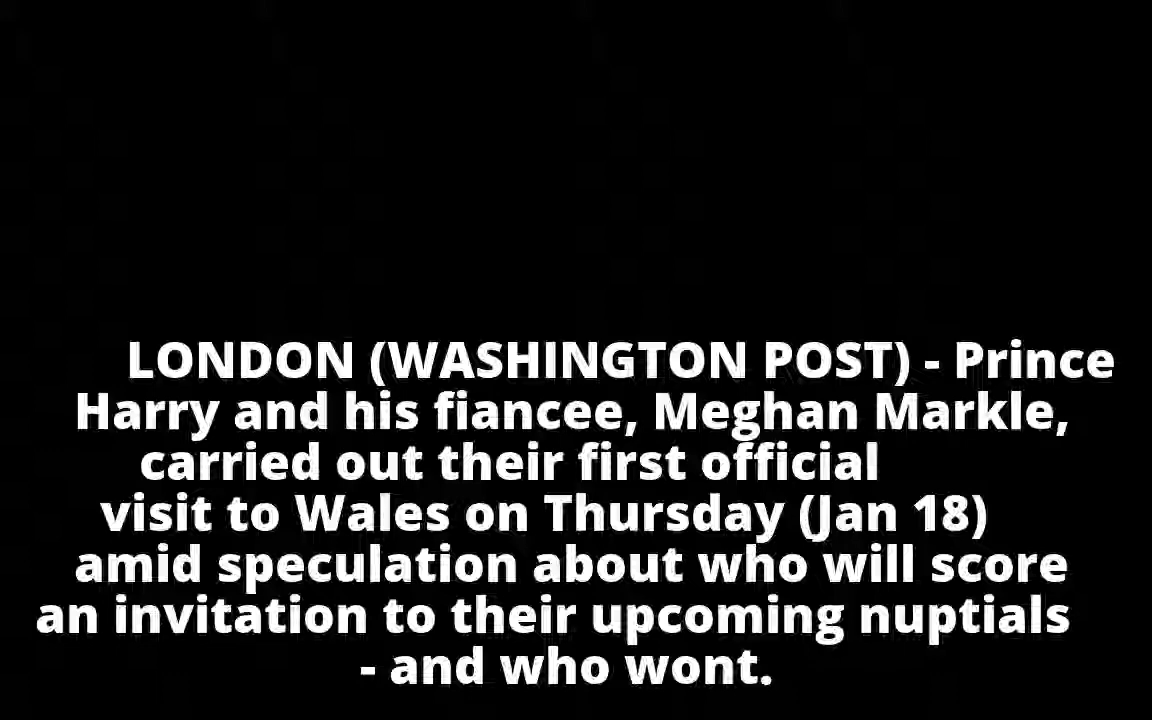 LONDON (WASHINGTON POST) - Prince
Harry and his fiancee, Meghan Markle,
carried out their first official
visit to Wales on Thursday (Jan 18)
amid speculation about who will score
an invitation to their upcoming nuptials
- and who wont.